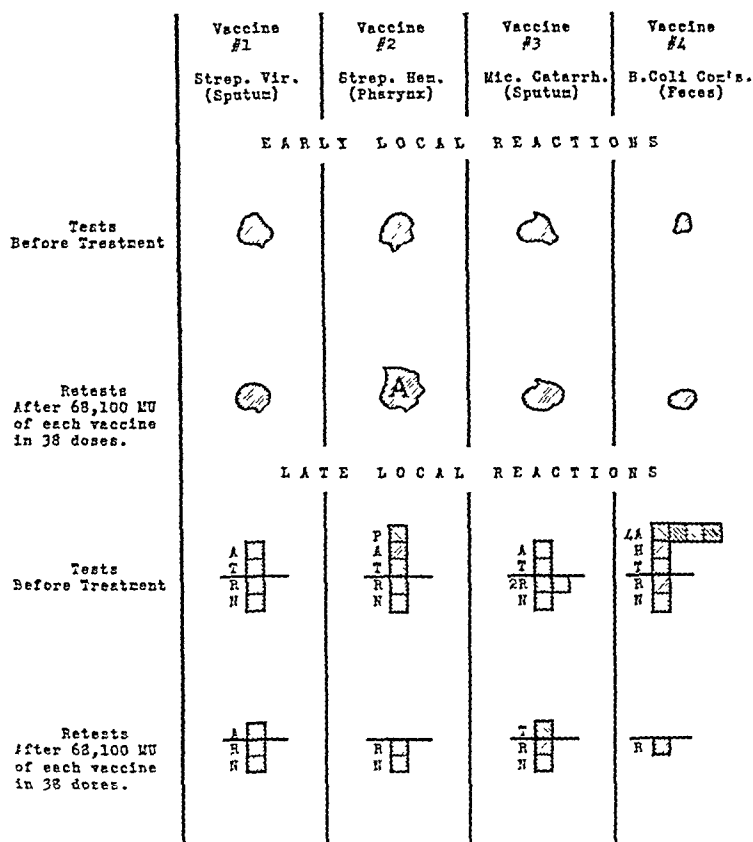 Vaccine #1 Vaccine #2 Vaccine #3 Vaccine #4
Strep. Vir. (Sputum) Strep. Hem. (Pharynx) Mic. Catarrh. (Sputum) B.Coli Com's. (Feces)
EARLY LOCAL REACTIONS
Tests
Before Treatment
Retests
After 68,100 MU
of each vaccine
in 38 doses.
A
LATE LOCAL REACTIONS
Tests
Before Treatment
A
T
R
N
P
A
T
R
N
A
T
2R
N
4A
H
T
R
N
Retests
After 68,100 MU
of each vaccine
in 38 doses.
A
R
N
R
N
T
R
N
R